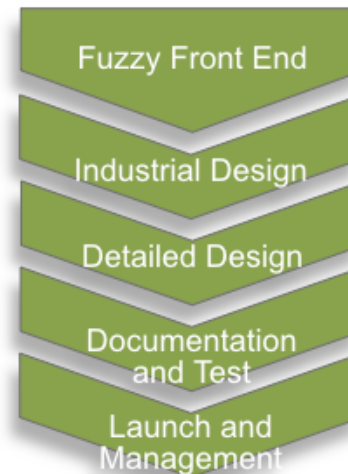 Fuzzy Front End
Industrial Design
Detailed Design
Documentation
and Test
Launch and
Management